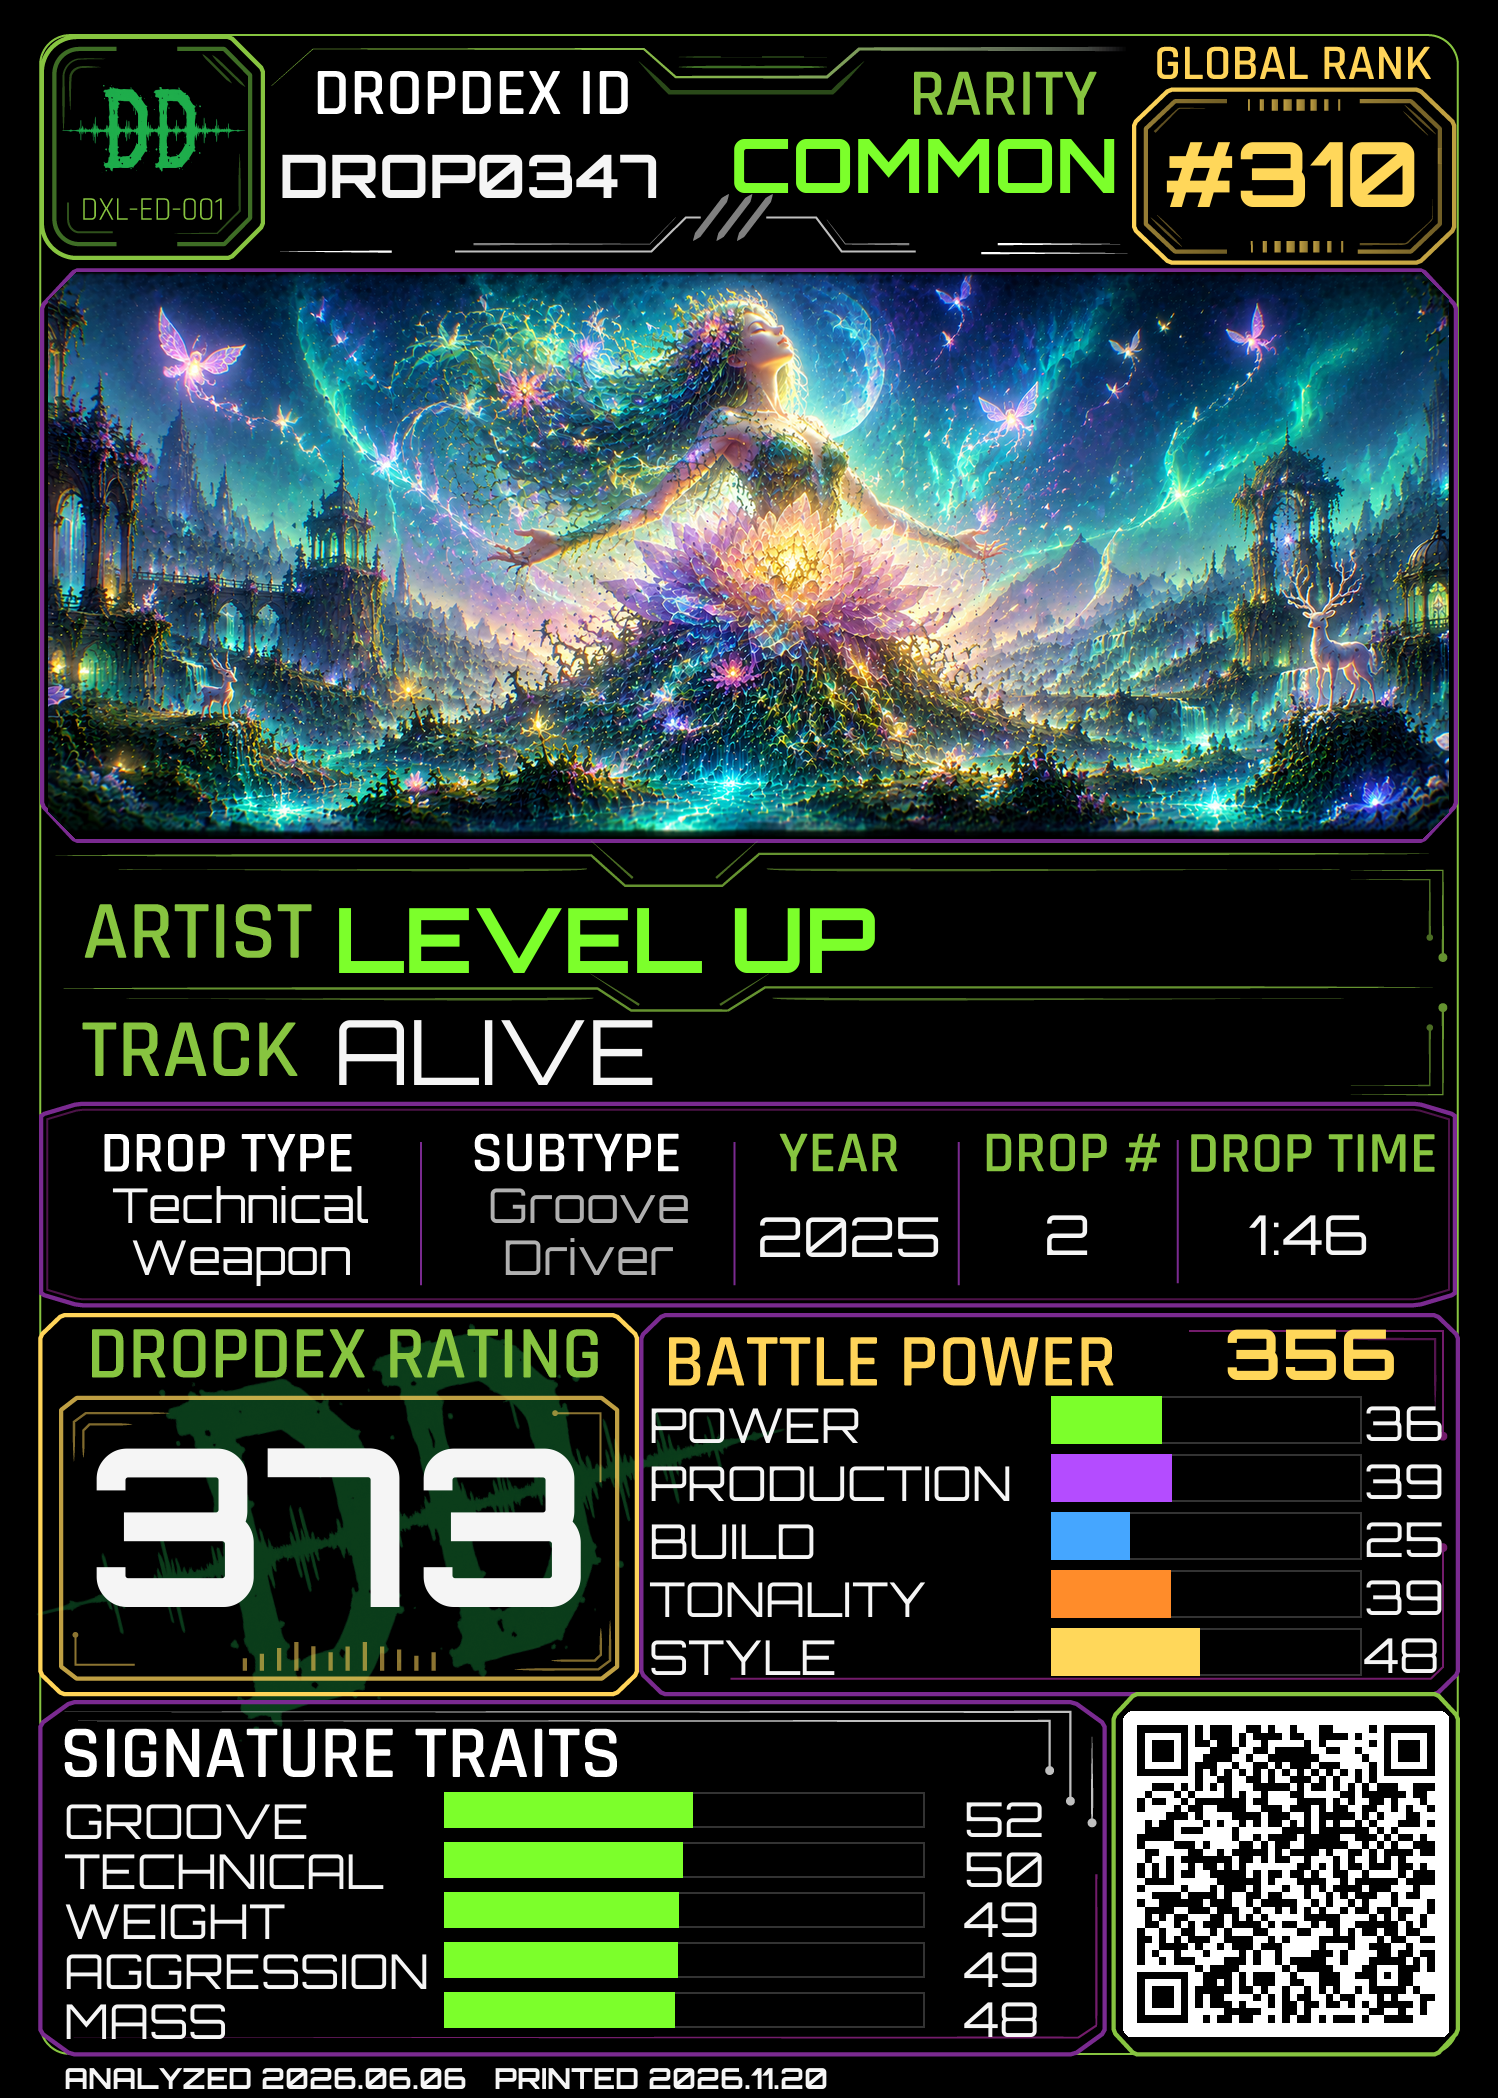 DD
DXL-ED-001
DROPDEX ID
DROP0347
RARITY
COMMON
GLOBAL RANK
#310
ARTIST LEVEL UP
TRACK ALIVE
DROP TYPE
Technical
Weapon
SUBTYPE
Groove
Driver
YEAR
2025
DROP #
2
DROP TIME
1:46
DROPDEX RATING
373
BATTLE POWER 356
POWER 36
PRODUCTION 39
BUILD 25
TONALITY 39
STYLE 48
SIGNATURE TRAITS
GROOVE 52
TECHNICAL 50
WEIGHT 49
AGGRESSION 49
MASS 48
ANALYZED 2026.06.06 PRINTED 2026.11.20